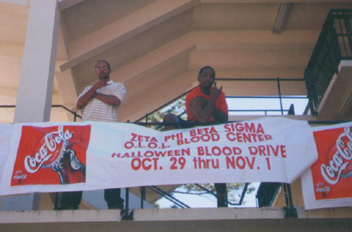 Coca-Cola
ZETA PHI BETA SIGMA
O.L.O.L. BLOOD CENTER
HALLOWEEN BLOOD DRIVE
OCT. 29 thru NOV. 1
Coca-Cola